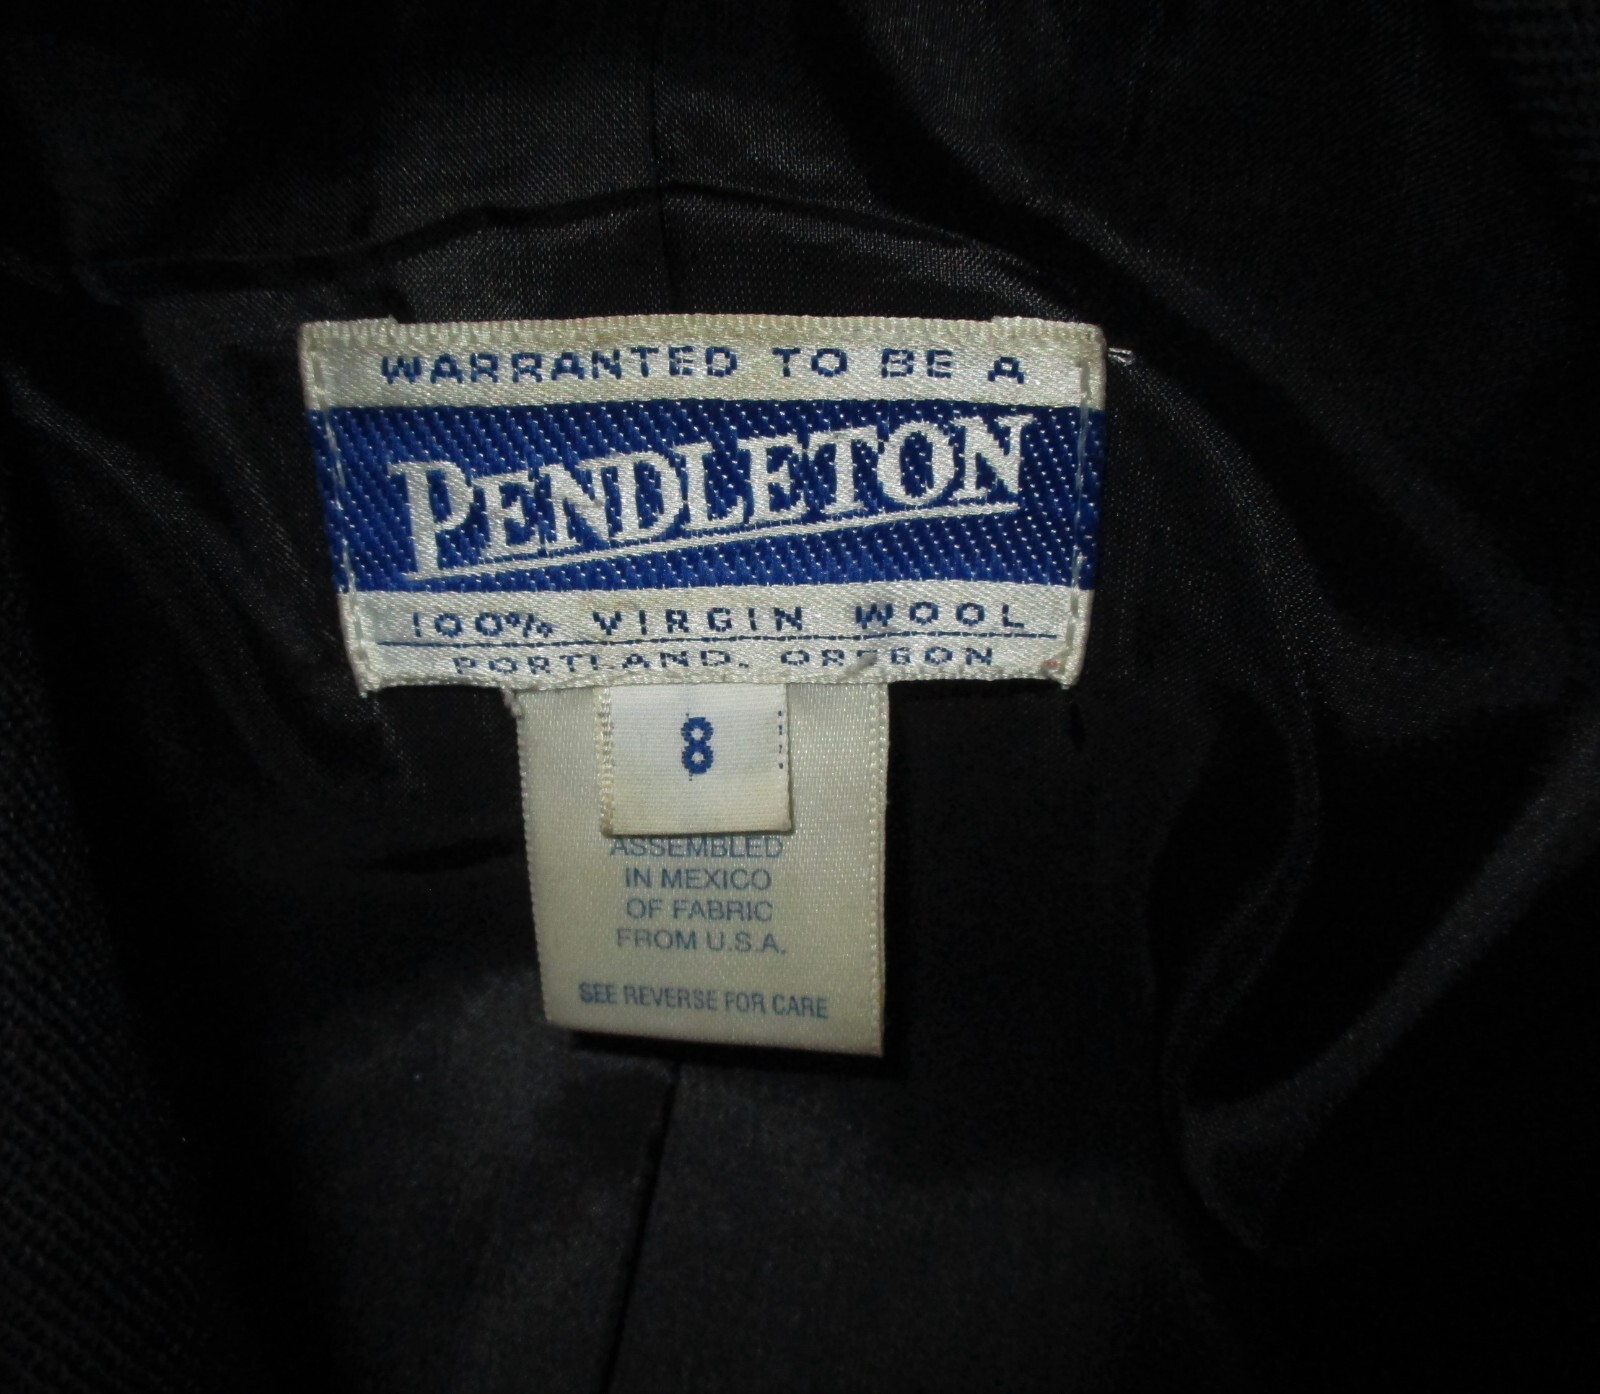 WARRANTED TO BE A
PENDLETON
100% VIRGIN WOOL
PORTLAND, OREGON
8
ASSEMBLED
IN MEXICO
OF FABRIC
FROM U.S.A.
SEE REVERSE FOR CARE